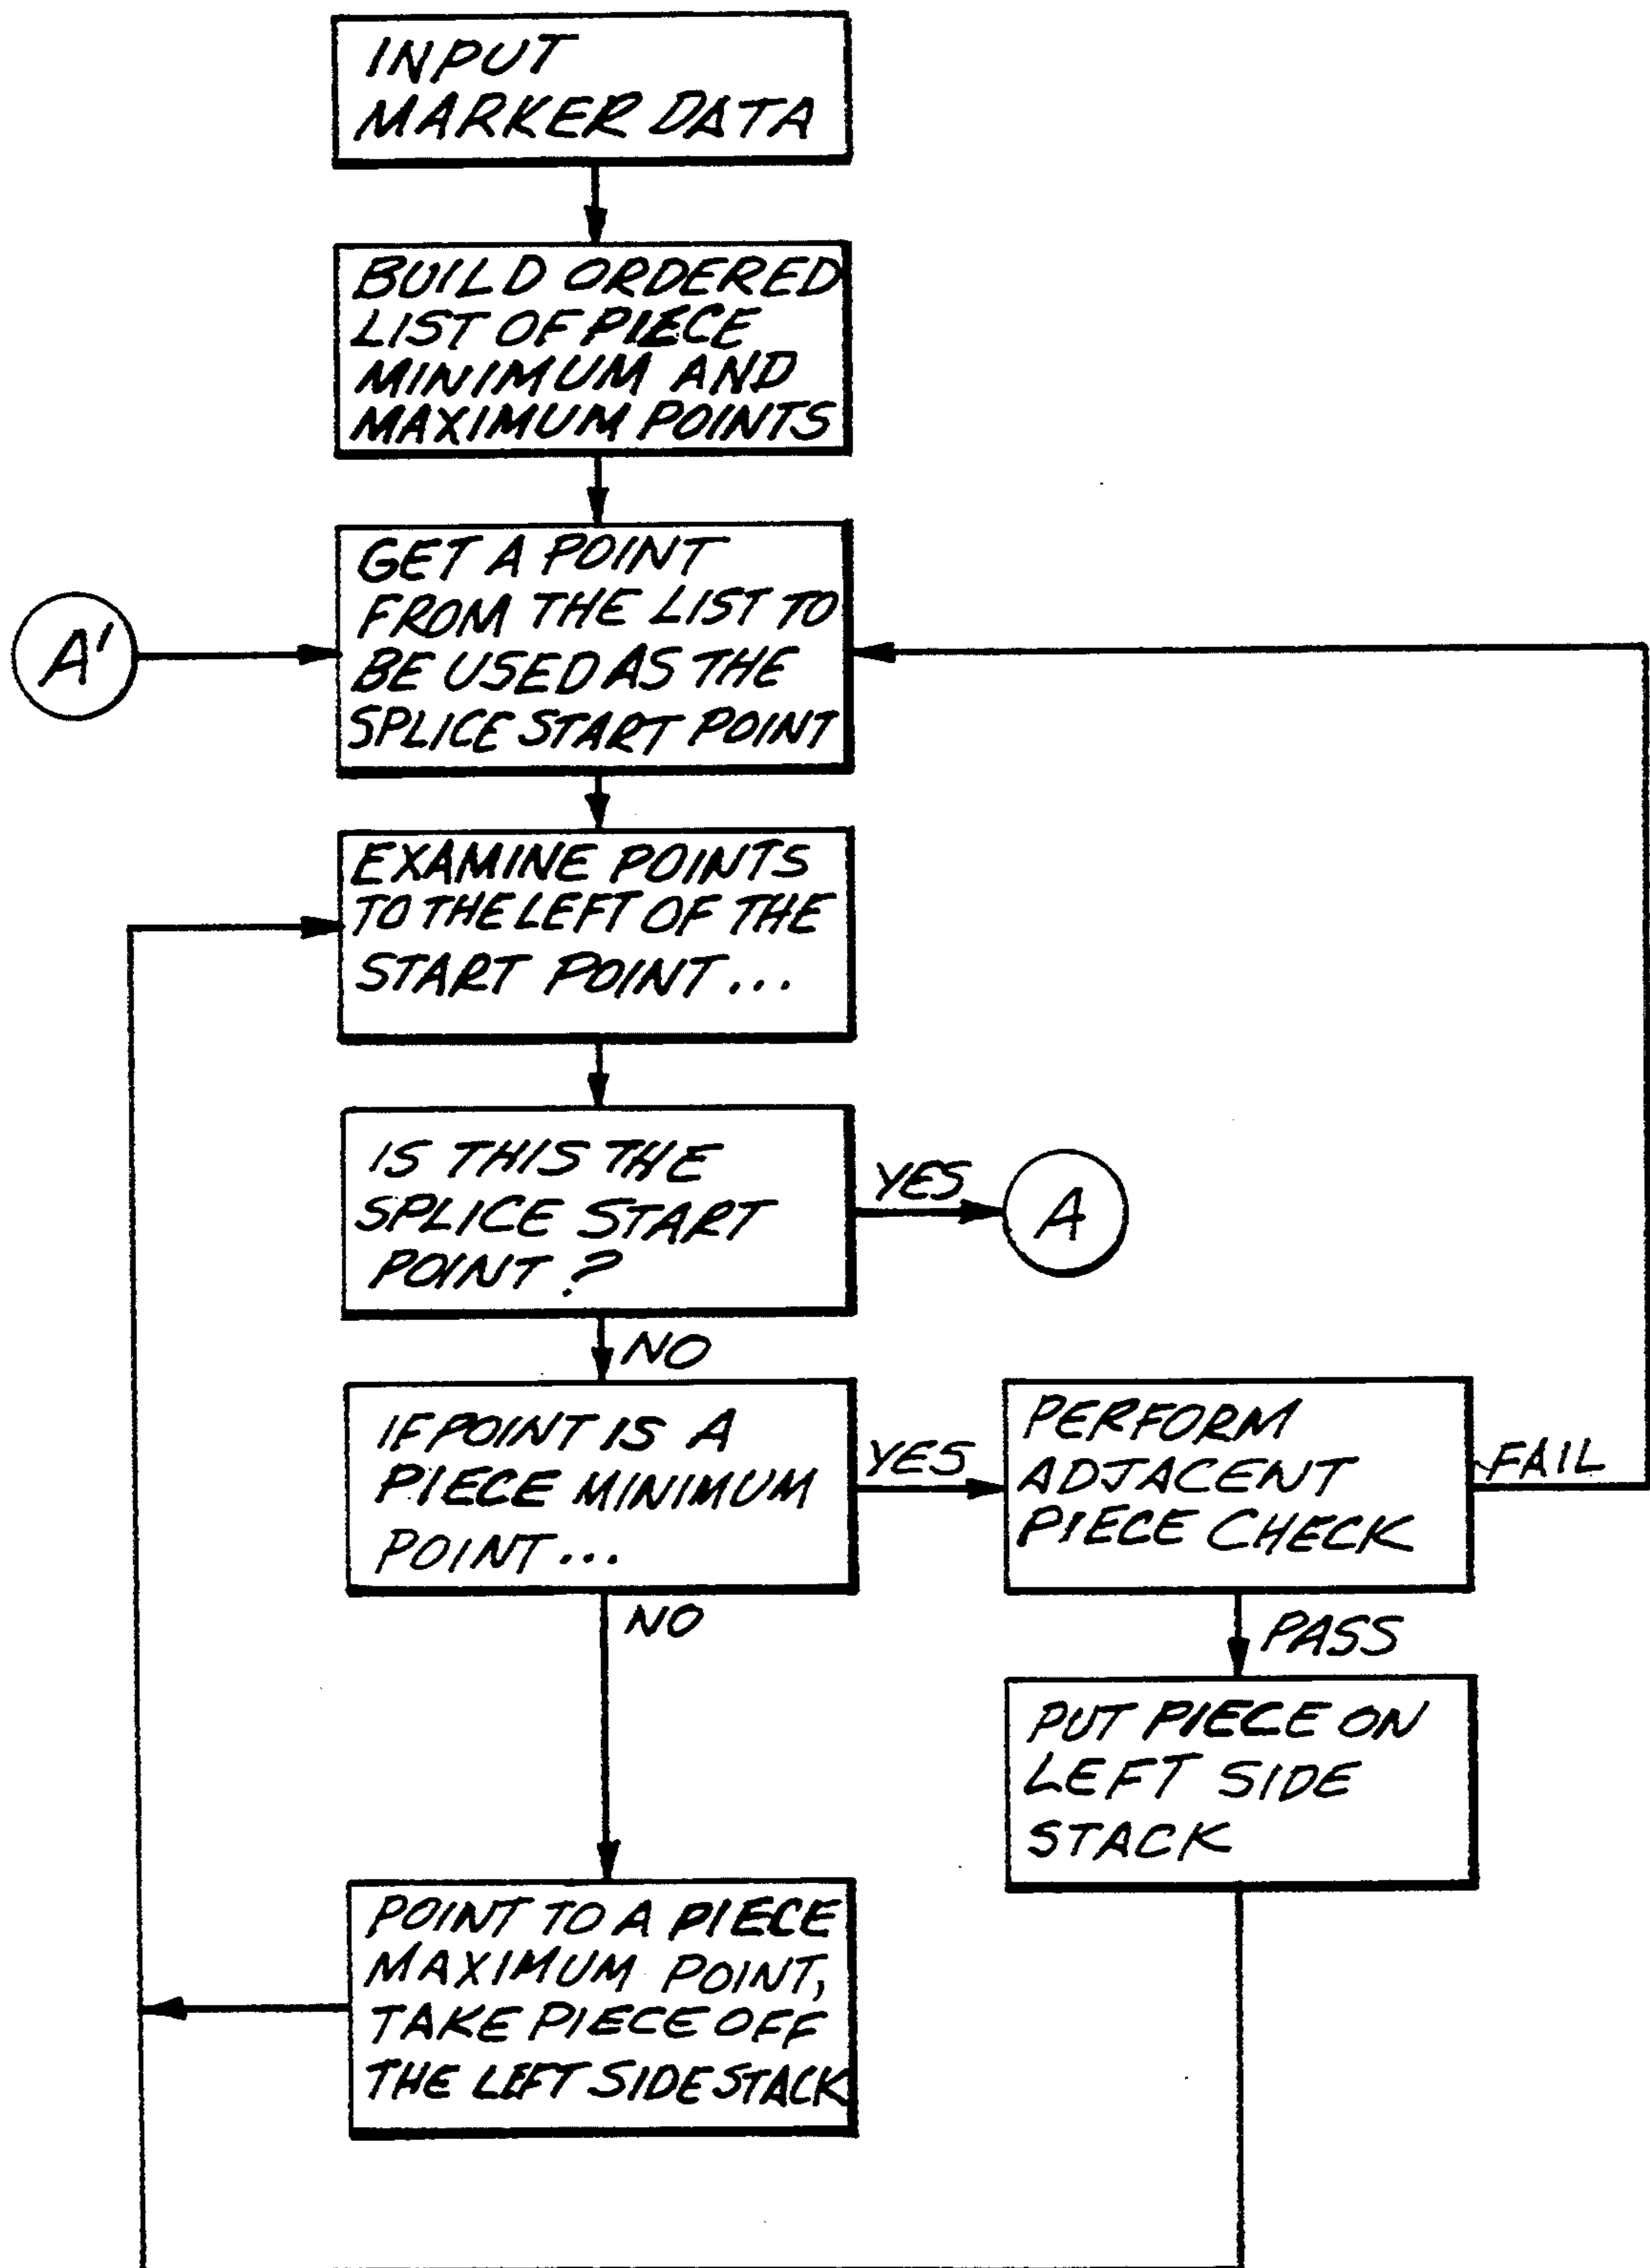 INPUT
MARKER DATA
BUILD ORDERED
LIST OF PIECE
MINIMUM AND
MAXIMUM POINTS
GET A POINT
FROM THE LIST TO
BE USED AS THE
SPLICE START POINT
A'
EXAMINE POINTS
TO THE LEFT OF THE
START POINT...
IS THIS THE
SPLICE START
POINT?
YES
A
NO
IF POINT IS A
PIECE MINIMUM
POINT...
YES
PERFORM
ADJACENT
PIECE CHECK
FAIL
NO
PASS
PUT PIECE ON
LEFT SIDE
STACK
POINT TO A PIECE
MAXIMUM POINT,
TAKE PIECE OFF
THE LEFT SIDE STACK